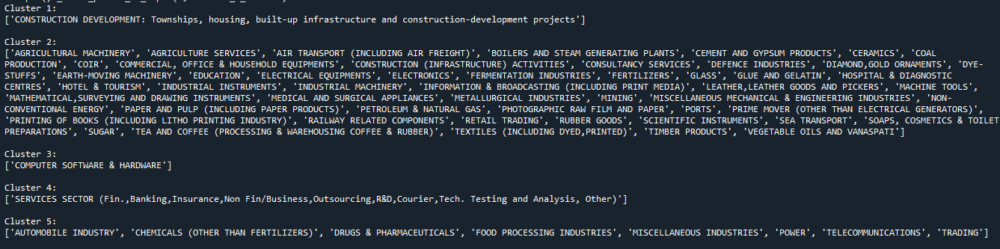 Cluster 1:
['CONSTRUCTION DEVELOPMENT: Townships, housing, built-up infrastructure and construction-development projects']
Cluster 2:
['AGRICULTURAL MACHINERY', 'AGRICULTURE SERVICES', 'AIR TRANSPORT (INCLUDING AIR FREIGHT)', 'BOILERS AND STEAM GENERATING PLANTS', 'CEMENT AND GYPSUM PRODUCTS', 'CERAMICS', 'COAL
PRODUCTION', 'COIR', 'COMMERCIAL, OFFICE & HOUSEHOLD EQUIPMENTS', 'CONSTRUCTION (INFRASTRUCTURE) ACTIVITIES', 'CONSULTANCY SERVICES', 'DEFENCE INDUSTRIES', 'DIAMOND,GOLD ORNAMENTS', 'DYE-
STUFFS', 'EARTH-MOVING MACHINERY', 'EDUCATION', 'ELECTRICAL EQUIPMENTS', 'ELECTRONICS', 'FERMENTATION INDUSTRIES', 'FERTILIZERS', 'GLASS', 'GLUE AND GELATIN', 'HOSPITAL & DIAGNOSTIC
CENTRES', 'HOTEL & TOURISM', 'INDUSTRIAL INSTRUMENTS', 'INDUSTRIAL MACHINERY', 'INFORMATION & BROADCASTING (INCLUDING PRINT MEDIA)', 'LEATHER,LEATHER GOODS AND PICKERS', 'MACHINE TOOLS',
'MATHEMATICAL,SURVEYING AND DRAWING INSTRUMENTS', 'MEDICAL AND SURGICAL APPLIANCES', 'METALLURGICAL INDUSTRIES', 'MINING', 'MISCELLANEOUS MECHANICAL & ENGINEERING INDUSTRIES', 'NON-
CONVENTIONAL ENERGY', 'PAPER AND PULP (INCLUDING PAPER PRODUCTS)', 'PETROLEUM & NATURAL GAS', 'PHOTOGRAPHIC RAW FILM AND PAPER', 'PORTS', 'PRIME MOVER (OTHER THAN ELECTRICAL GENERATORS)',
'PRINTING OF BOOKS (INCLUDING LITHO PRINTING INDUSTRY)', 'RAILWAY RELATED COMPONENTS', 'RETAIL TRADING', 'RUBBER GOODS', 'SCIENTIFIC INSTRUMENTS', 'SEA TRANSPORT', 'SOAPS, COSMETICS & TOILET
PREPARATIONS', 'SUGAR', 'TEA AND COFFEE (PROCESSING & WAREHOUSING COFFEE & RUBBER)', 'TEXTILES (INCLUDING DYED,PRINTED)', 'TIMBER PRODUCTS', 'VEGETABLE OILS AND VANASPATI']
Cluster 3:
['COMPUTER SOFTWARE & HARDWARE']
Cluster 4:
['SERVICES SECTOR (Fin.,Banking,Insurance,Non Fin/Business,Outsourcing,R&D,Courier,Tech. Testing and Analysis, Other)']
Cluster 5:
['AUTOMOBILE INDUSTRY', 'CHEMICALS (OTHER THAN FERTILIZERS)', 'DRUGS & PHARMACEUTICALS', 'FOOD PROCESSING INDUSTRIES', 'MISCELLANEOUS INDUSTRIES', 'POWER', 'TELECOMMUNICATIONS', 'TRADING']